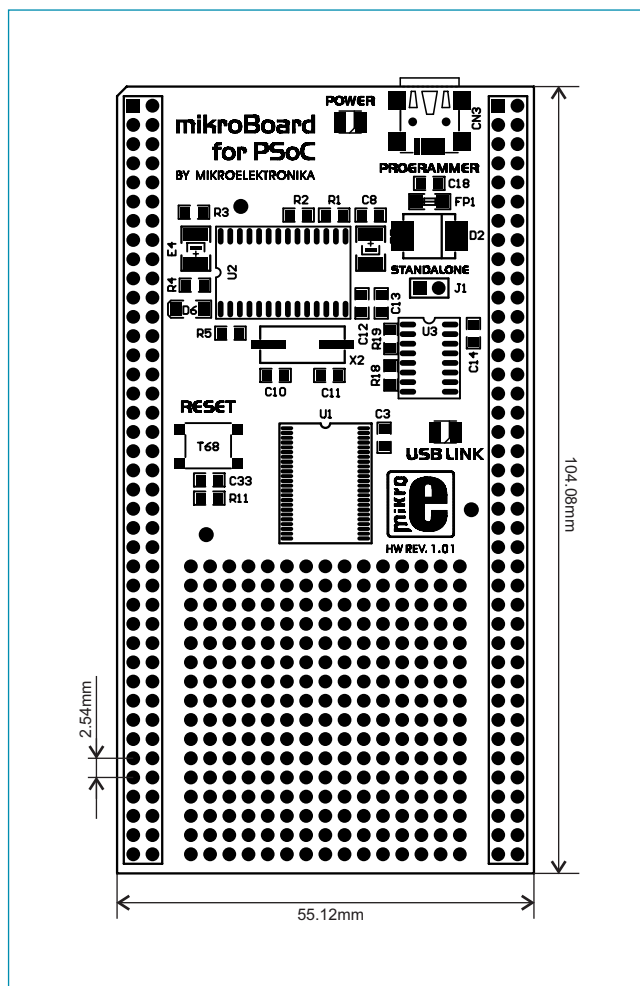 POWER
mikroBoard
for PSoC
BY MIKROELEKTRONIKA
CN3
PROGRAMMER
C18
FP1
R3
R2
R1
C8
D2
E4
U2
STANDALONE
R4
J1
D6
C12
C13
R5
R19
U3
C14
X2
R18
C10
C11
RESET
U1
C3
T68
USB LINK
C33
R11
mikro
e
HW REV. 1.01
104.08mm
2.54mm
55.12mm